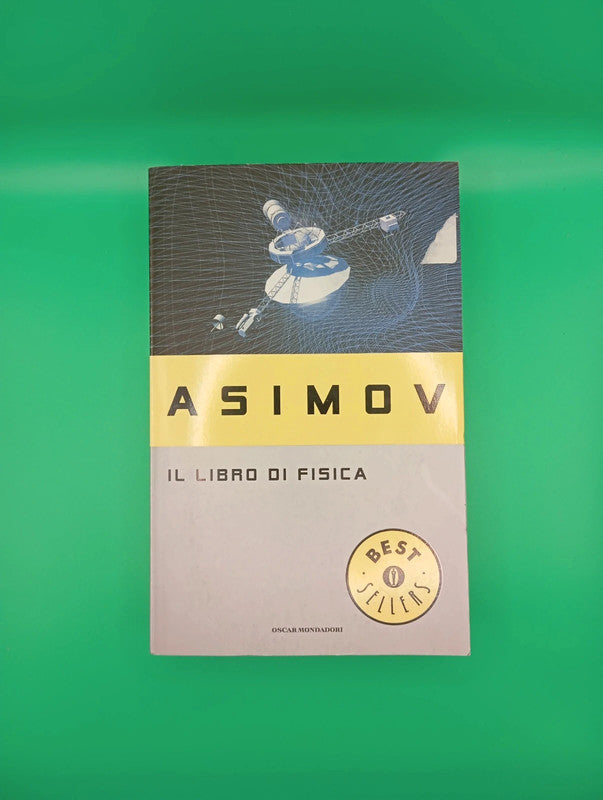 ASIMOV
IL LIBRO DI FISICA
BEST
SELLERS
OSCAR MONDADORI